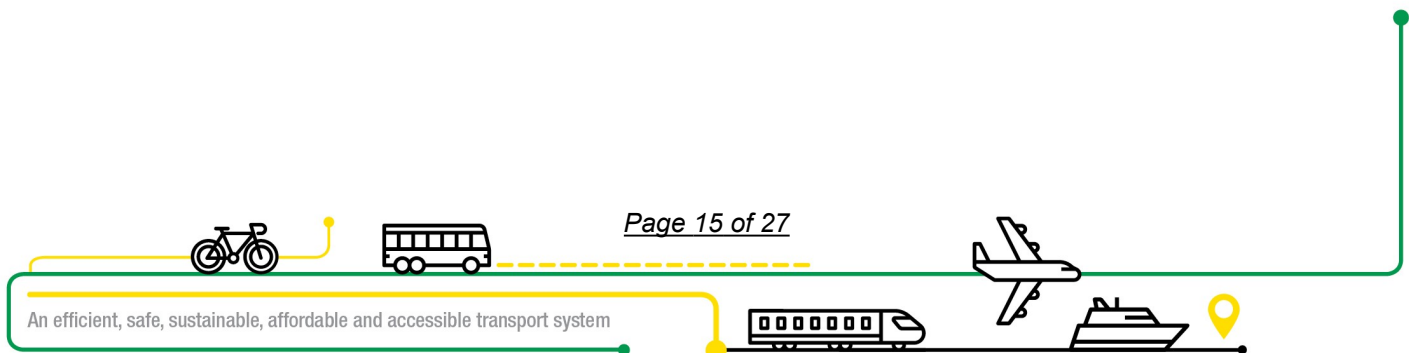 Page 15 of 27
An efficient, safe, sustainable, affordable and accessible transport system